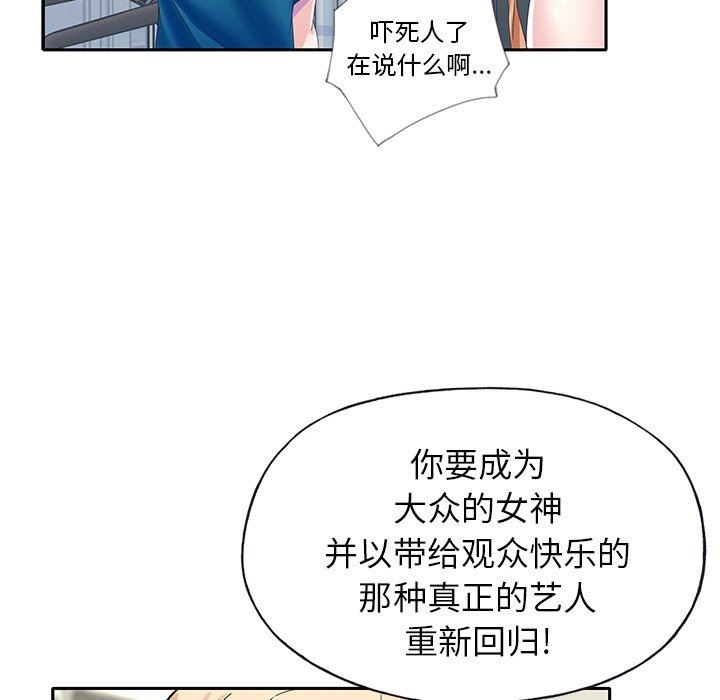 吓死人了
在说什么啊...
你要成为
大众的女神
并以带给观众快乐的
那种真正的艺人
重新回归!